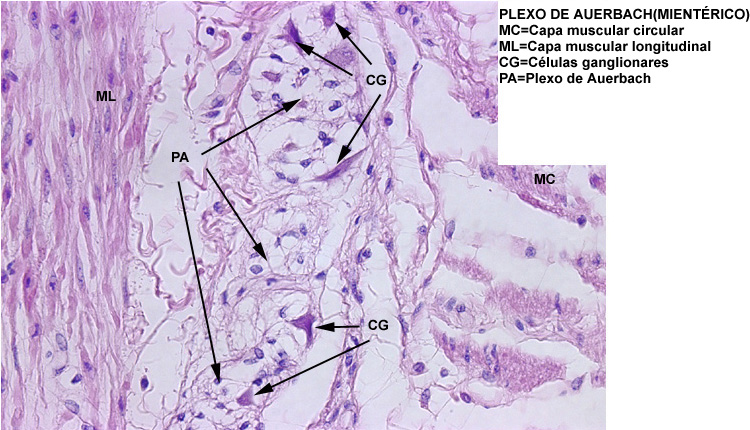 PLEXO DE AUERBACH(MIENTÉRICO)
MC=Capa muscular circular
ML=Capa muscular longitudinal
CG=Células ganglionares
PA=Plexo de Auerbach
CG
ML
PA
MC
CG